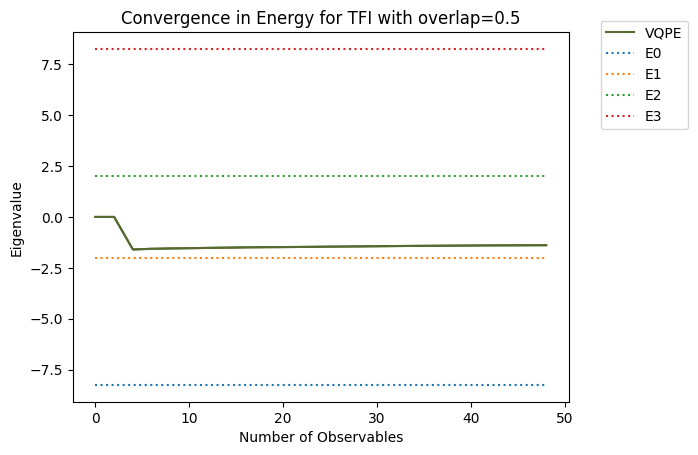 Convergence in Energy for TFI with overlap=0.5
VQPE
E0
E1
E2
E3
Eigenvalue
7.5
5.0
2.5
0.0
−2.5
−5.0
−7.5
0
10
20
30
40
50
Number of Observables